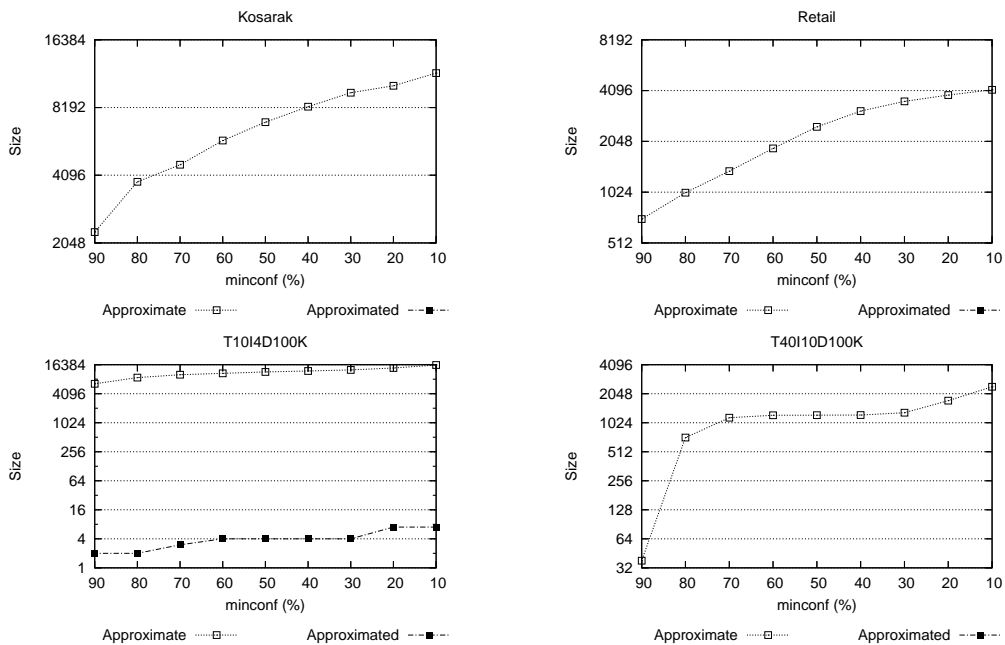 Kosarak
16384
8192
4096
2048
Size
90 80 70 60 50 40 30 20 10
minconf (%)
Approximate Approximated
Retail
8192
4096
2048
1024
512
Size
90 80 70 60 50 40 30 20 10
minconf (%)
Approximate Approximated
T10I4D100K
16384
4096
1024
256
64
16
4
1
Size
90 80 70 60 50 40 30 20 10
minconf (%)
Approximate Approximated
T40I10D100K
4096
2048
1024
512
256
128
64
32
Size
90 80 70 60 50 40 30 20 10
minconf (%)
Approximate Approximated